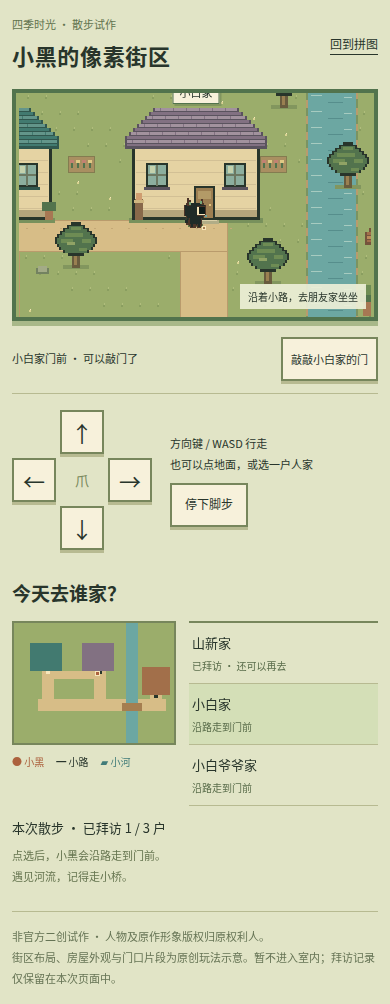 四季时光 · 散步试作
小黑的像素街区
回到拼图
小白家
沿着小路，去朋友家坐坐
小白家门前 · 可以敲门了
敲敲小白家的门
↑
← 爪 →
↓
方向键 / WASD 行走
也可以点地面，或选一户人家
停下脚步
今天去谁家？
小黑 小路 小河
山新家
已拜访 · 还可以再去
小白家
沿路走到门前
小白爷爷家
沿路走到门前
本次散步 · 已拜访 1 / 3 户
点选后，小黑会沿路走到门前。
遇见河流，记得走小桥。
非官方二创试作 · 人物及原作形象版权归原权利人。
街区布局、房屋外观与门口片段为原创玩法示意。暂不进入室内；拜访记录
仅保留在本次页面中。